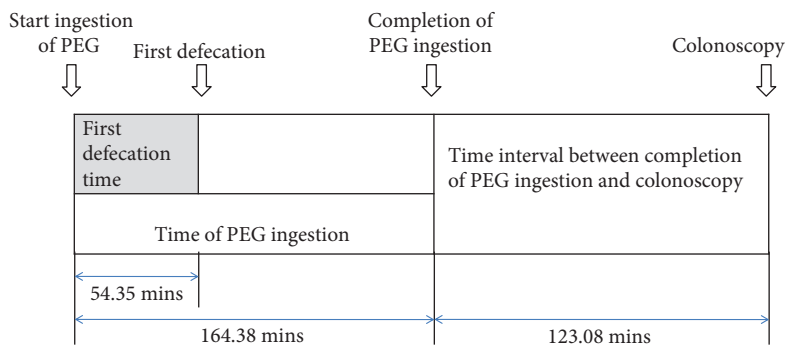 Start ingestion
of PEG
First defecation
Completion of
PEG ingestion
Colonoscopy
First
defecation
time
Time interval between completion
of PEG ingestion and colonoscopy
Time of PEG ingestion
54.35 mins
164.38 mins
123.08 mins